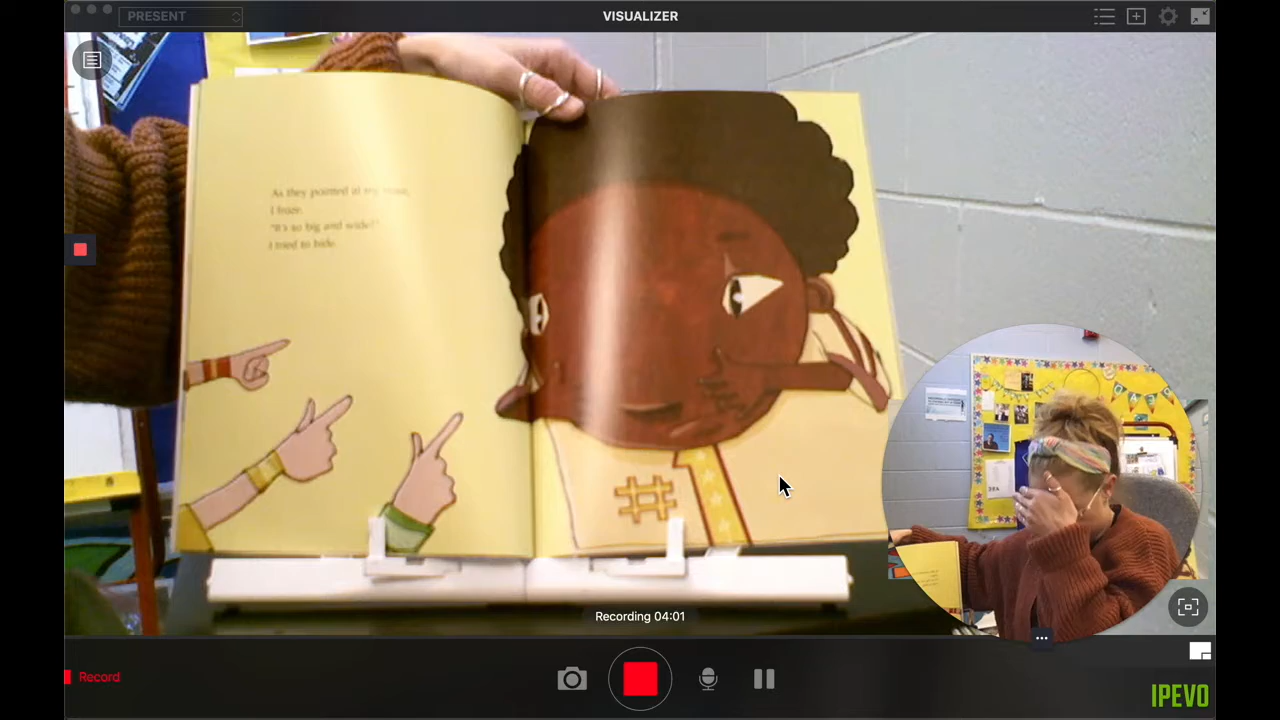 PRESENT
VISUALIZER
As they pointed at my nose,
I froze.
"It's so big and wide!"
I tried to hide.
#
Recording 04:01
Record
IPEVO